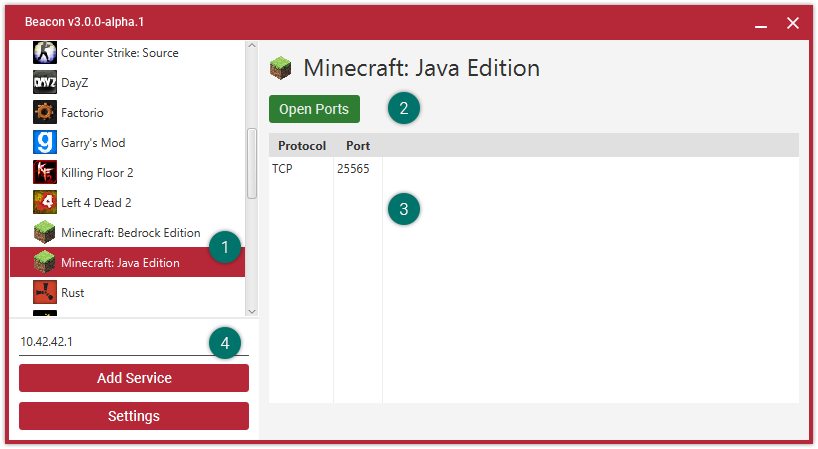 Beacon v3.0.0-alpha.1
Counter Strike: Source
DayZ
Factorio
Garry's Mod
Killing Floor 2
Left 4 Dead 2
Minecraft: Bedrock Edition
1
Minecraft: Java Edition
Rust
10.42.42.1
4
Add Service
Settings
Minecraft: Java Edition
Open Ports
2
Protocol Port
TCP 25565
3